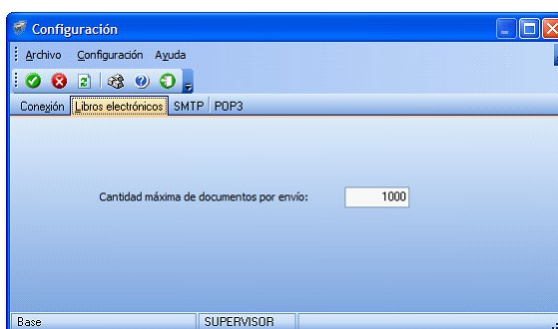 Configuración
Archivo Configuración Ayuda
Conexión Libros electrónicos SMTP POP3
Cantidad máxima de documentos por envío: 1000
Base SUPERVISOR